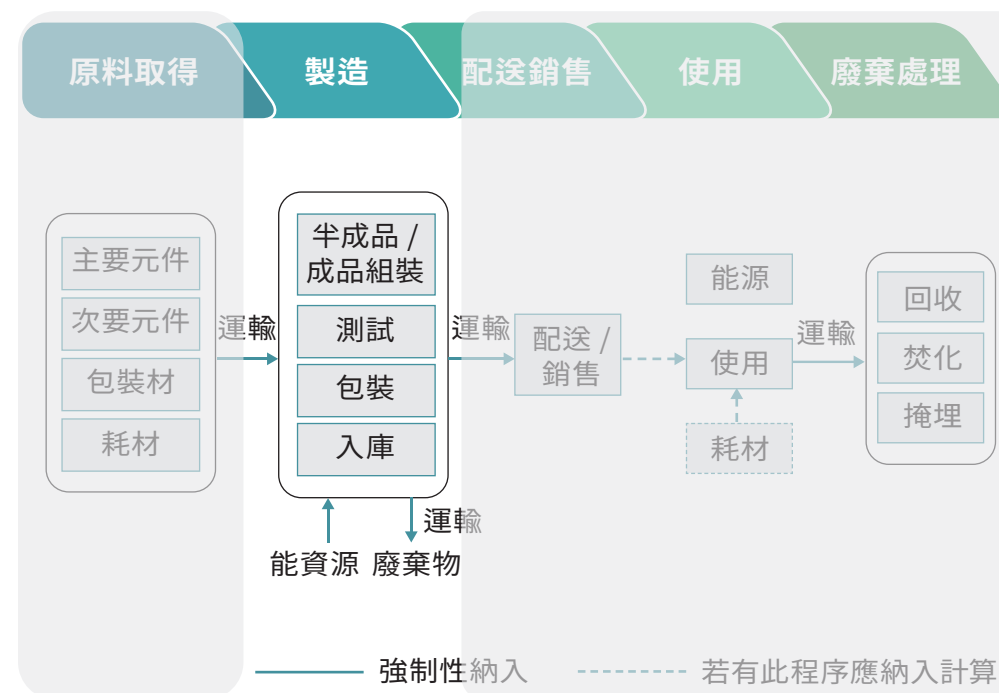 原料取得
製造
配送銷售
使用
廢棄處理
主要元件
次要元件
包裝材
耗材
運輸
半成品 /
成品組裝
測試
包裝
入庫
能資源
廢棄物
運輸
運輸
配送 /
銷售
能源
使用
耗材
運輸
回收
焚化
掩埋
強制性納入
若有此程序應納入計算